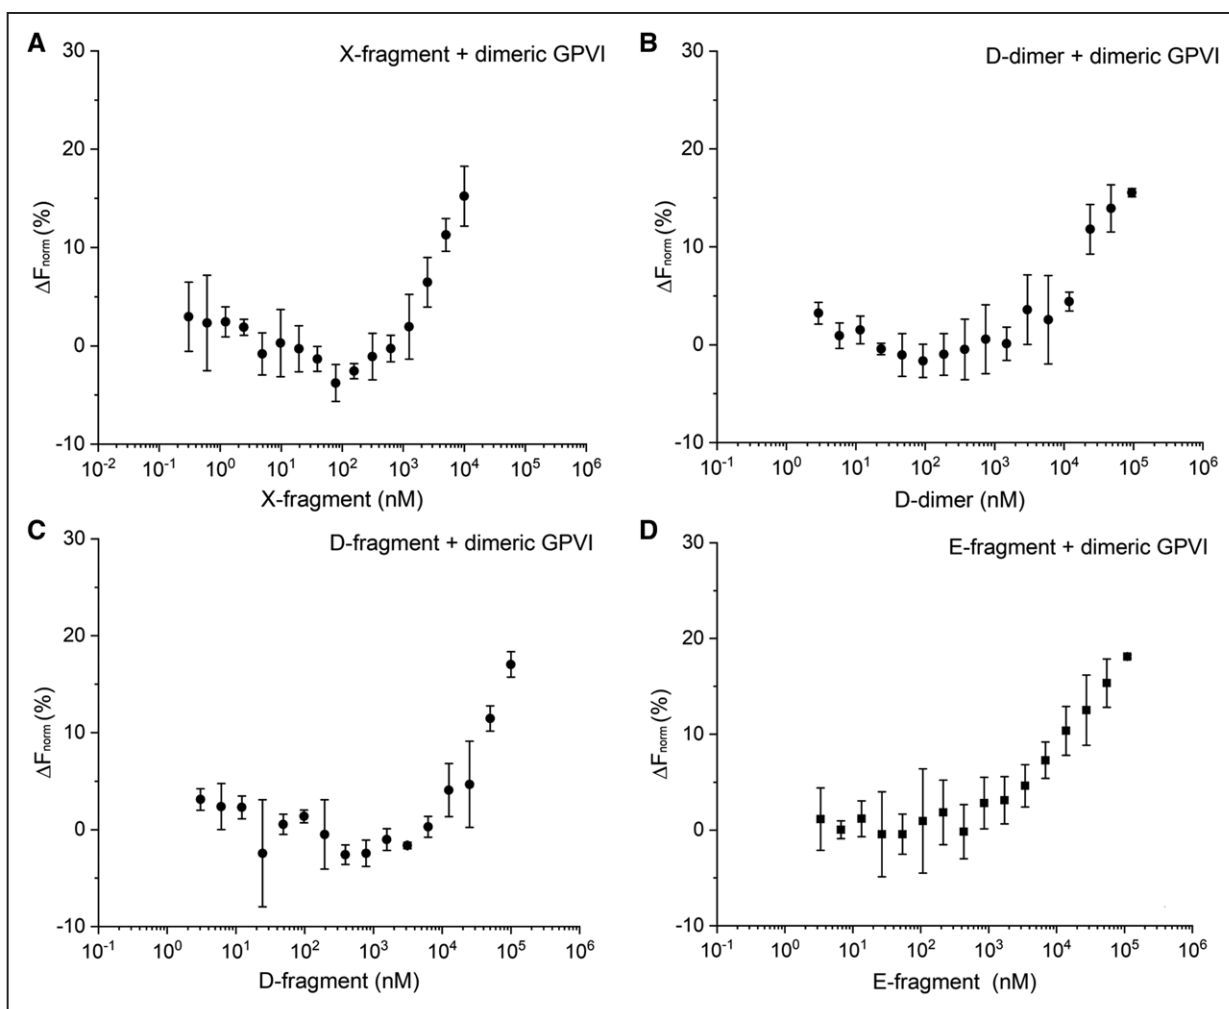 A
X-fragment + dimeric GPVI
30
20
10
0
-10
ΔFnorm (%)
10-2 10-1 100 101 102 103 104 105 106
X-fragment (nM)
B
D-dimer + dimeric GPVI
30
20
10
0
-10
ΔFnorm (%)
10-1 100 101 102 103 104 105 106
D-dimer (nM)
C
D-fragment + dimeric GPVI
30
20
10
0
-10
ΔFnorm (%)
10-1 100 101 102 103 104 105 106
D-fragment (nM)
D
E-fragment + dimeric GPVI
30
20
10
0
-10
ΔFnorm (%)
10-1 100 101 102 103 104 105 106
E-fragment (nM)